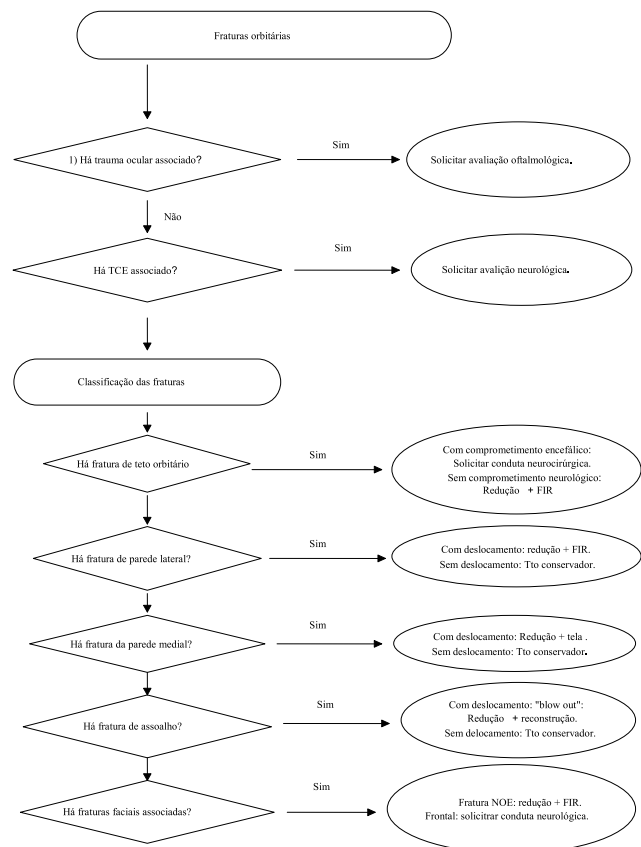 Fraturas orbitárias
1) Há trauma ocular associado?
Sim
Solicitar avaliação oftalmológica.
Não
Há TCE associado?
Sim
Solicitar avalição neurológica.
Classificação das fraturas
Há fratura de teto orbitário
Sim
Com comprometimento encefálico:
Solicitar conduta neurocirúrgica.
Sem comprometimento neurológico:
Redução + FIR
Há fratura de parede lateral?
Sim
Com deslocamento: redução + FIR.
Sem deslocamento: Tto conservador.
Há fratura da parede medial?
Sim
Com deslocamento: Redução + tela .
Sem deslocamento: Tto conservador.
Há fratura de assoalho?
Sim
Com deslocamento: "blow out":
Redução + reconstrução.
Sem delocamento: Tto conservador.
Há fraturas faciais associadas?
Sim
Fratura NOE: redução + FIR.
Frontal: solicitrar conduta neurológica.